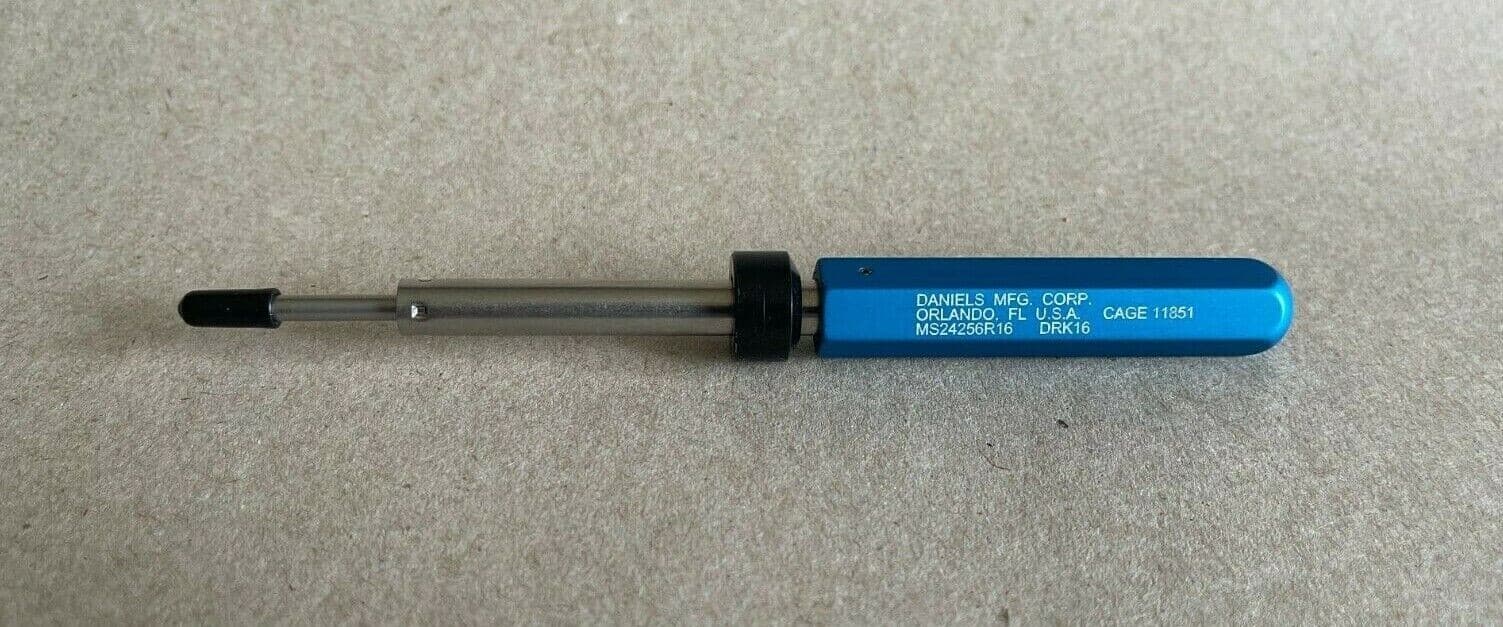 DANIELS MFG. CORP.
ORLANDO, FL U.S.A. CAGE 11851
MS24256R16 DRK16